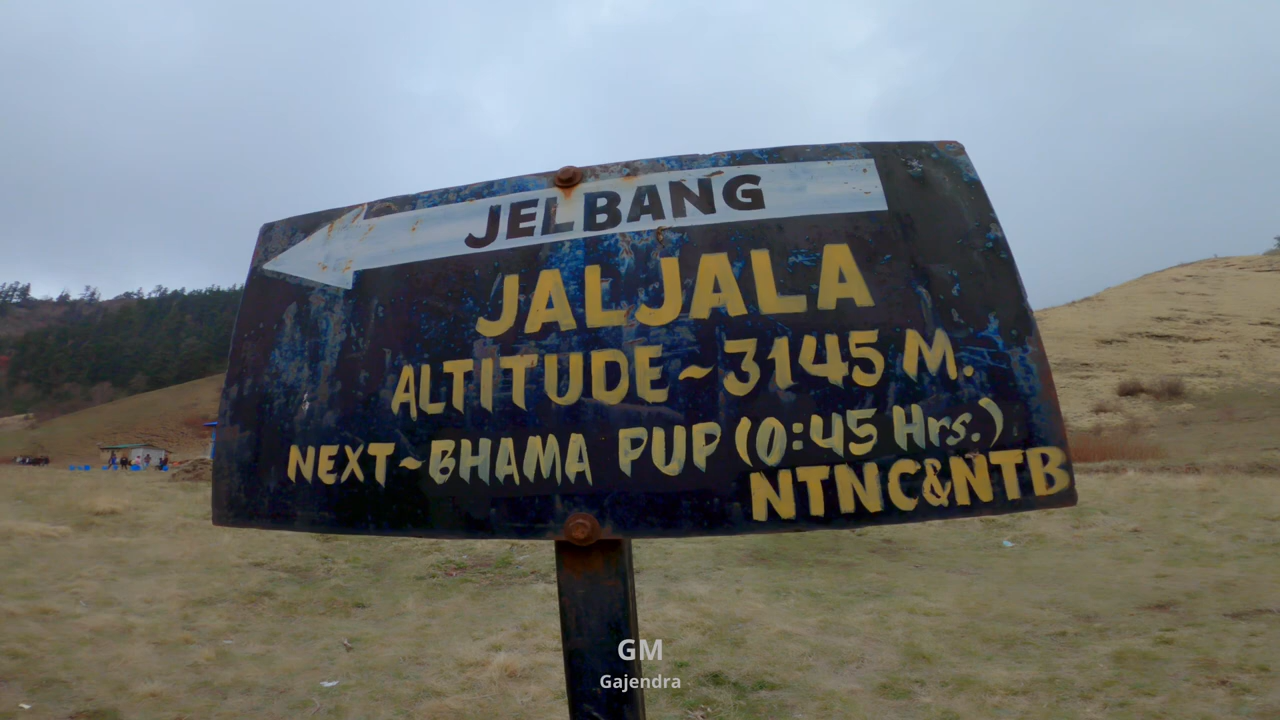 JELBANG
JALJALA
ALTITUDE~3145 M.
NEXT~BHAMA PUP (0:45 Hrs.)
NTNC&NTB
GM
Gajendra